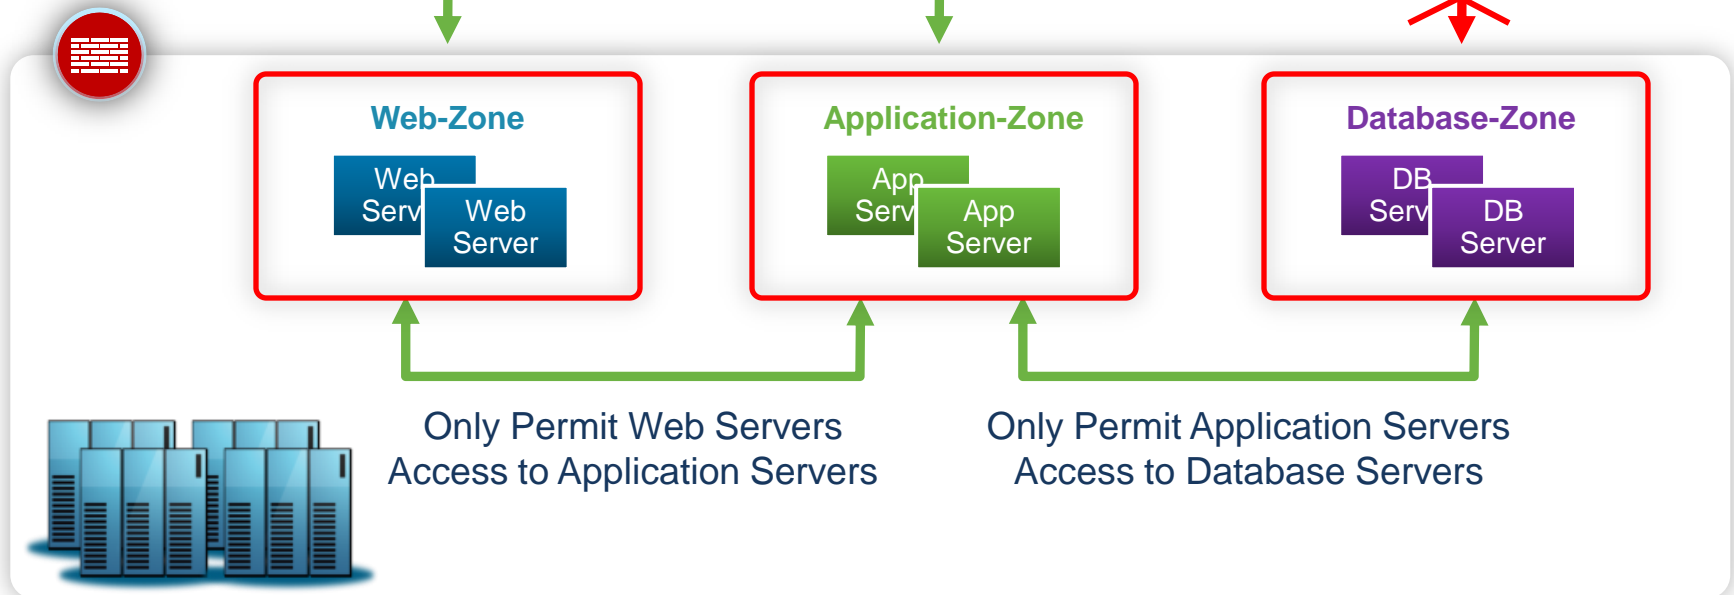 Web-Zone
Application-Zone
Database-Zone
Web
Serv
Web
Server
App
Serv
App
Server
DB
Serv
DB
Server
Only Permit Web Servers
Access to Application Servers
Only Permit Application Servers
Access to Database Servers